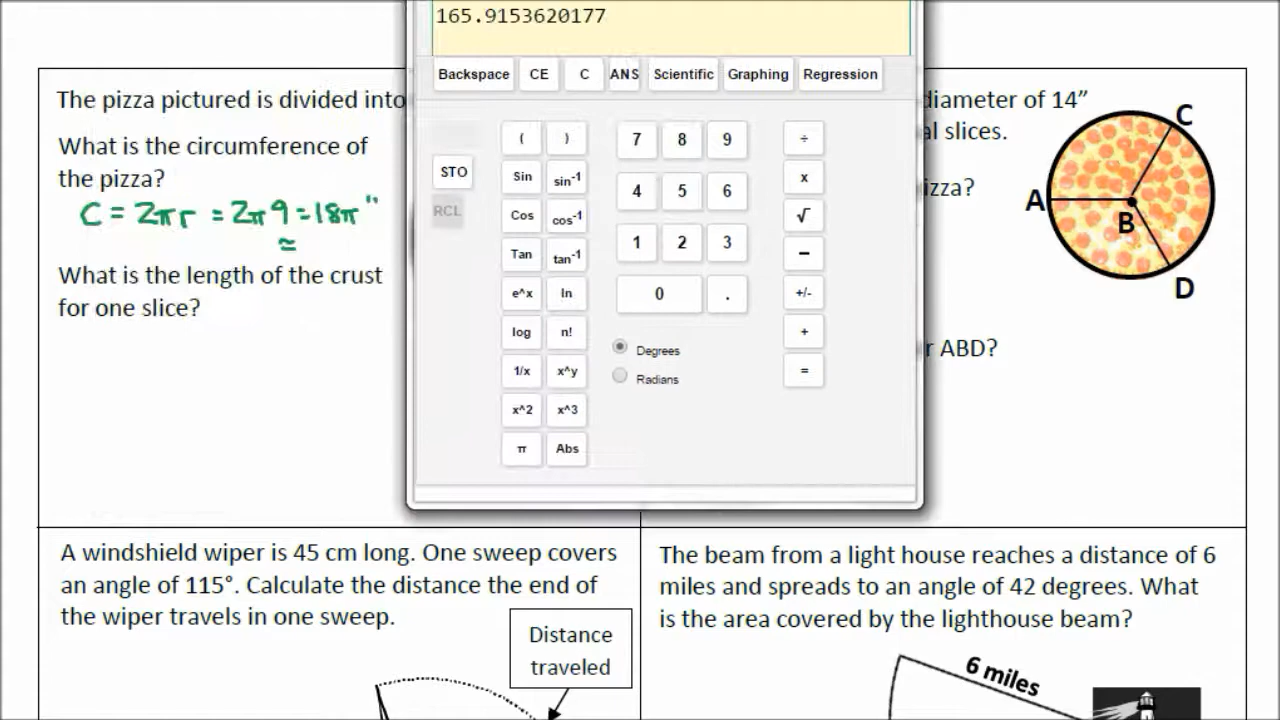 165.9153620177
Backspace CE C ANS Scientific Graphing Regression
( ) 7 8 9 ÷
STO Sin sin⁻¹ 4 5 6 x
RCL Cos cos⁻¹ √
Tan tan⁻¹ 1 2 3 −
e^x ln 0 . +/-
log n! +
Degrees
1/x x^y =
Radians
x^2 x^3
π Abs
The pizza pictured is divided into
What is the circumference of
the pizza?
C = 2πr = 2π9 = 18π"
≈
What is the length of the crust
for one slice?
diameter of 14”
al slices.
izza?
r ABD?
C
A
B
D
A windshield wiper is 45 cm long. One sweep covers
an angle of 115°. Calculate the distance the end of
the wiper travels in one sweep.
Distance
traveled
The beam from a light house reaches a distance of 6
miles and spreads to an angle of 42 degrees. What
is the area covered by the lighthouse beam?
6 miles